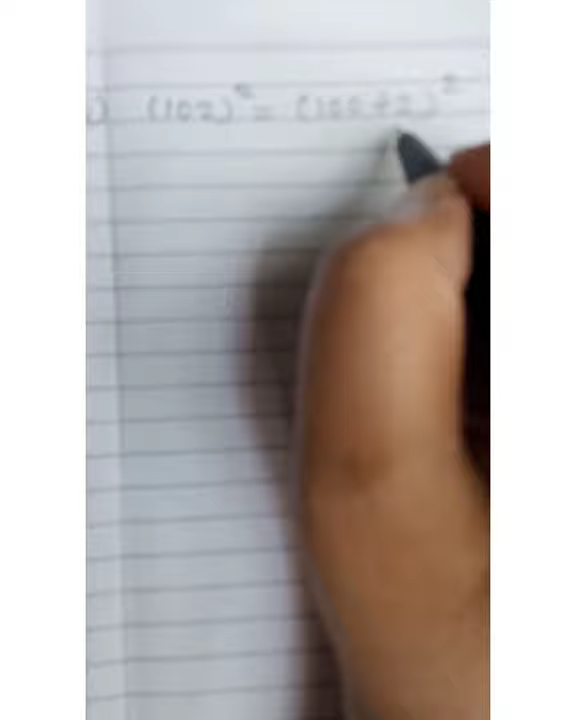 ) (102)² = (100+2)²